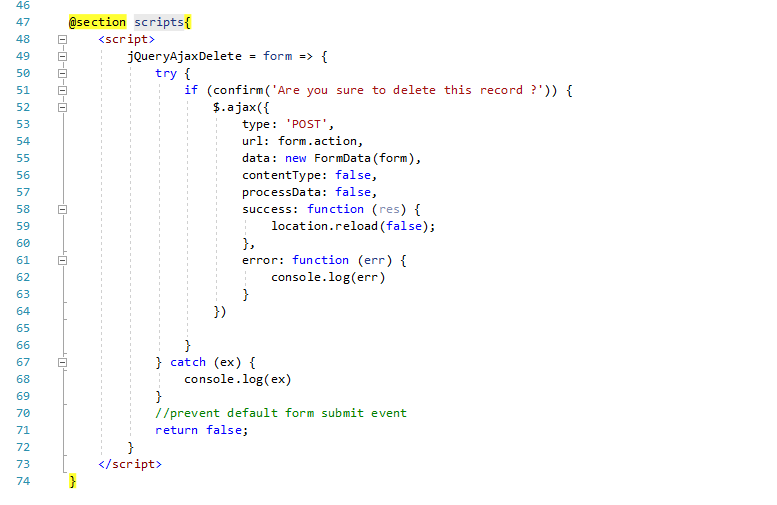 46
47 @section scripts{
48 <script>
49 jQueryAjaxDelete = form => {
50 try {
51 if (confirm('Are you sure to delete this record ?')) {
52 $.ajax({
53 type: 'POST',
54 url: form.action,
55 data: new FormData(form),
56 contentType: false,
57 processData: false,
58 success: function (res) {
59 location.reload(false);
60 },
61 error: function (err) {
62 console.log(err)
63 }
64 })
65
66 }
67 } catch (ex) {
68 console.log(ex)
69 }
70 //prevent default form submit event
71 return false;
72 }
73 </script>
74 }